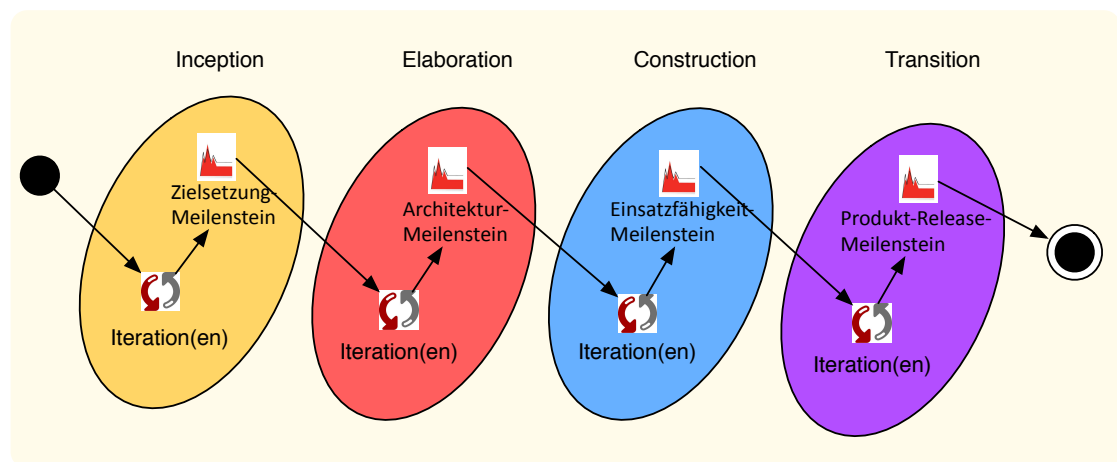 Inception
Elaboration
Construction
Transition
Zielsetzung-
Meilenstein
Iteration(en)
Architektur-
Meilenstein
Iteration(en)
Einsatzfähigkeit-
Meilenstein
Iteration(en)
Produkt-Release-
Meilenstein
Iteration(en)